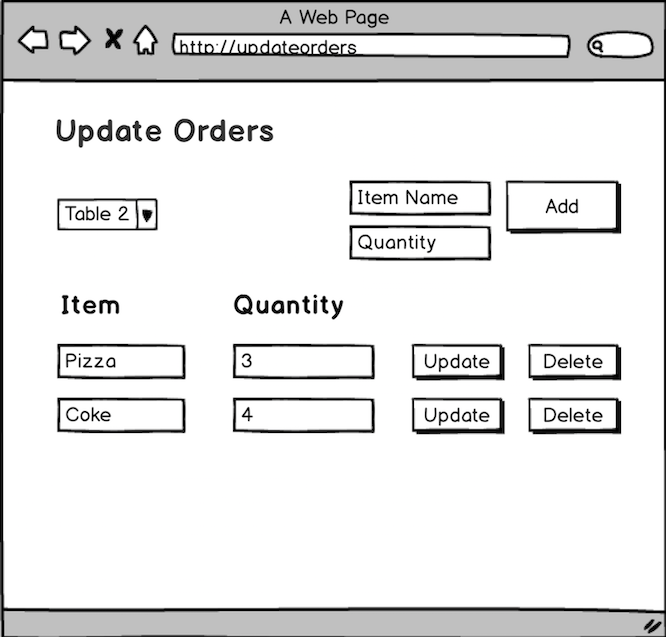 A Web Page
http://updateorders
Update Orders
Table 2
Item Name
Add
Quantity
Item Quantity
Pizza 3 Update Delete
Coke 4 Update Delete